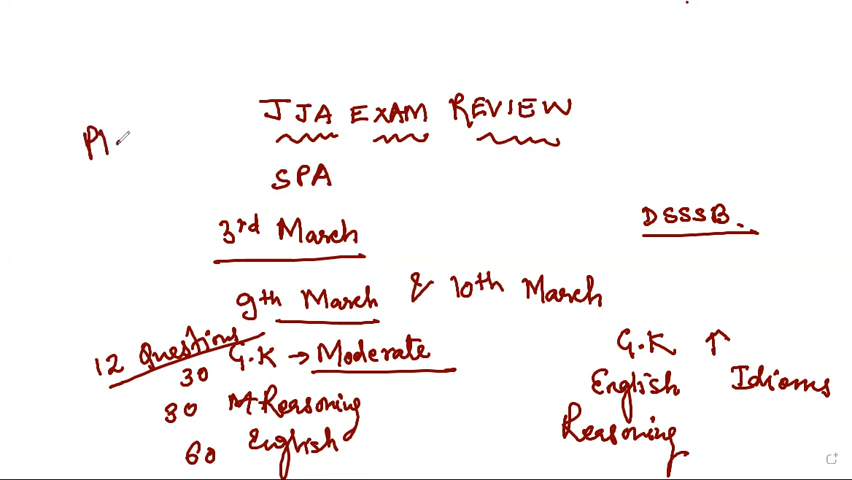 JJA EXAM REVIEW
SPA
DSSSB.
3rd March
9th March & 10th March
12 Questions
30 G.K → Moderate
30 M.Reasoning
60 English
G.K ↑
English Idioms
Reasoning